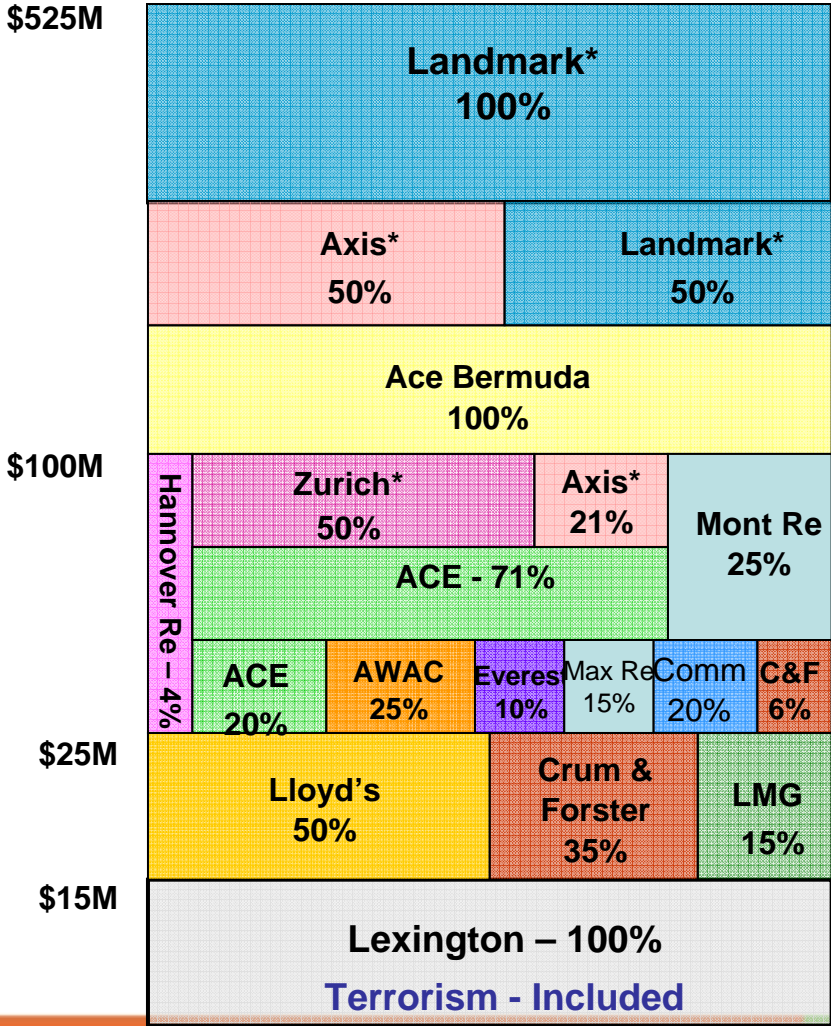 $525M
Landmark*
100%
Axis*
50%
Landmark*
50%
Ace Bermuda
100%
$100M
Hannover Re – 4%
Zurich*
50%
Axis*
21%
Mont Re
25%
ACE - 71%
ACE
20%
AWAC
25%
Everest
10%
Max Re
15%
Comm
20%
C&F
6%
$25M
Lloyd’s
50%
Crum &
Forster
35%
LMG
15%
$15M
Lexington – 100%
Terrorism - Included